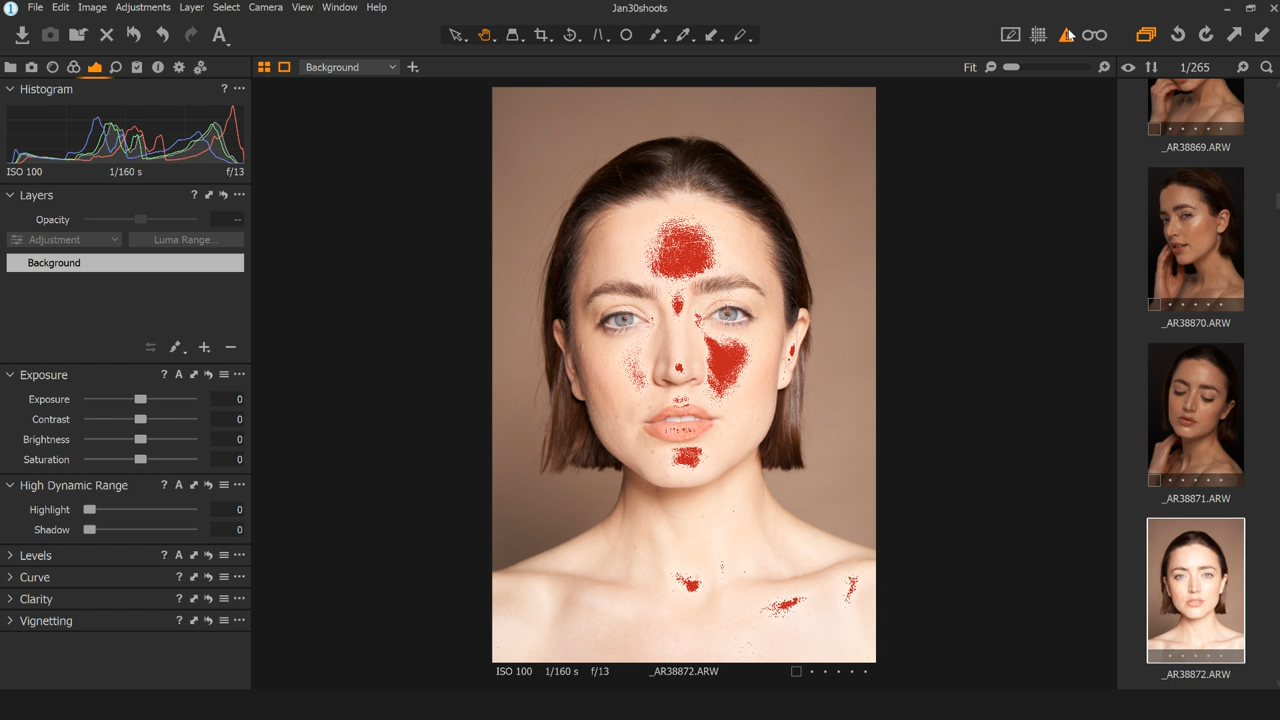 1 File Edit Image Adjustments Layer Select Camera View Window Help
Jan30shoots
A
Background
Fit
1/265
Histogram ?
ISO 100 1/160 s f/13
Layers ?
Opacity --
Adjustment Luma Range...
Background
Exposure ? A
Exposure 0
Contrast 0
Brightness 0
Saturation 0
High Dynamic Range ? A
Highlight 0
Shadow 0
Levels ? A
Curve ?
Clarity ?
Vignetting ?
ISO 100 1/160 s f/13 _AR38872.ARW
_AR38869.ARW
_AR38870.ARW
_AR38871.ARW
_AR38872.ARW